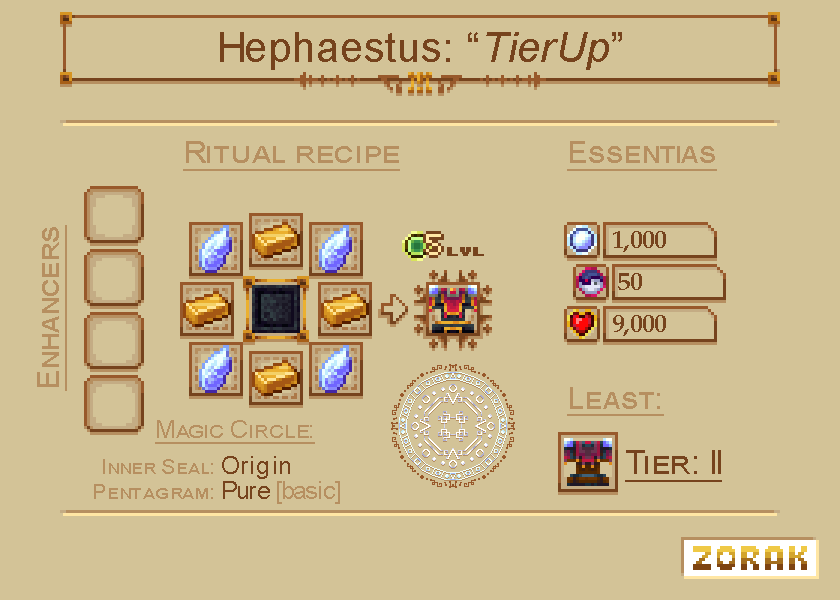 Hephaestus: “TierUp”
RITUAL RECIPE
ESSENTIAS
ENHANCERS
3 LVL
1,000
50
9,000
LEAST:
TIER: II
MAGIC CIRCLE:
INNER SEAL: Origin
PENTAGRAM: Pure [basic]
ZORAK